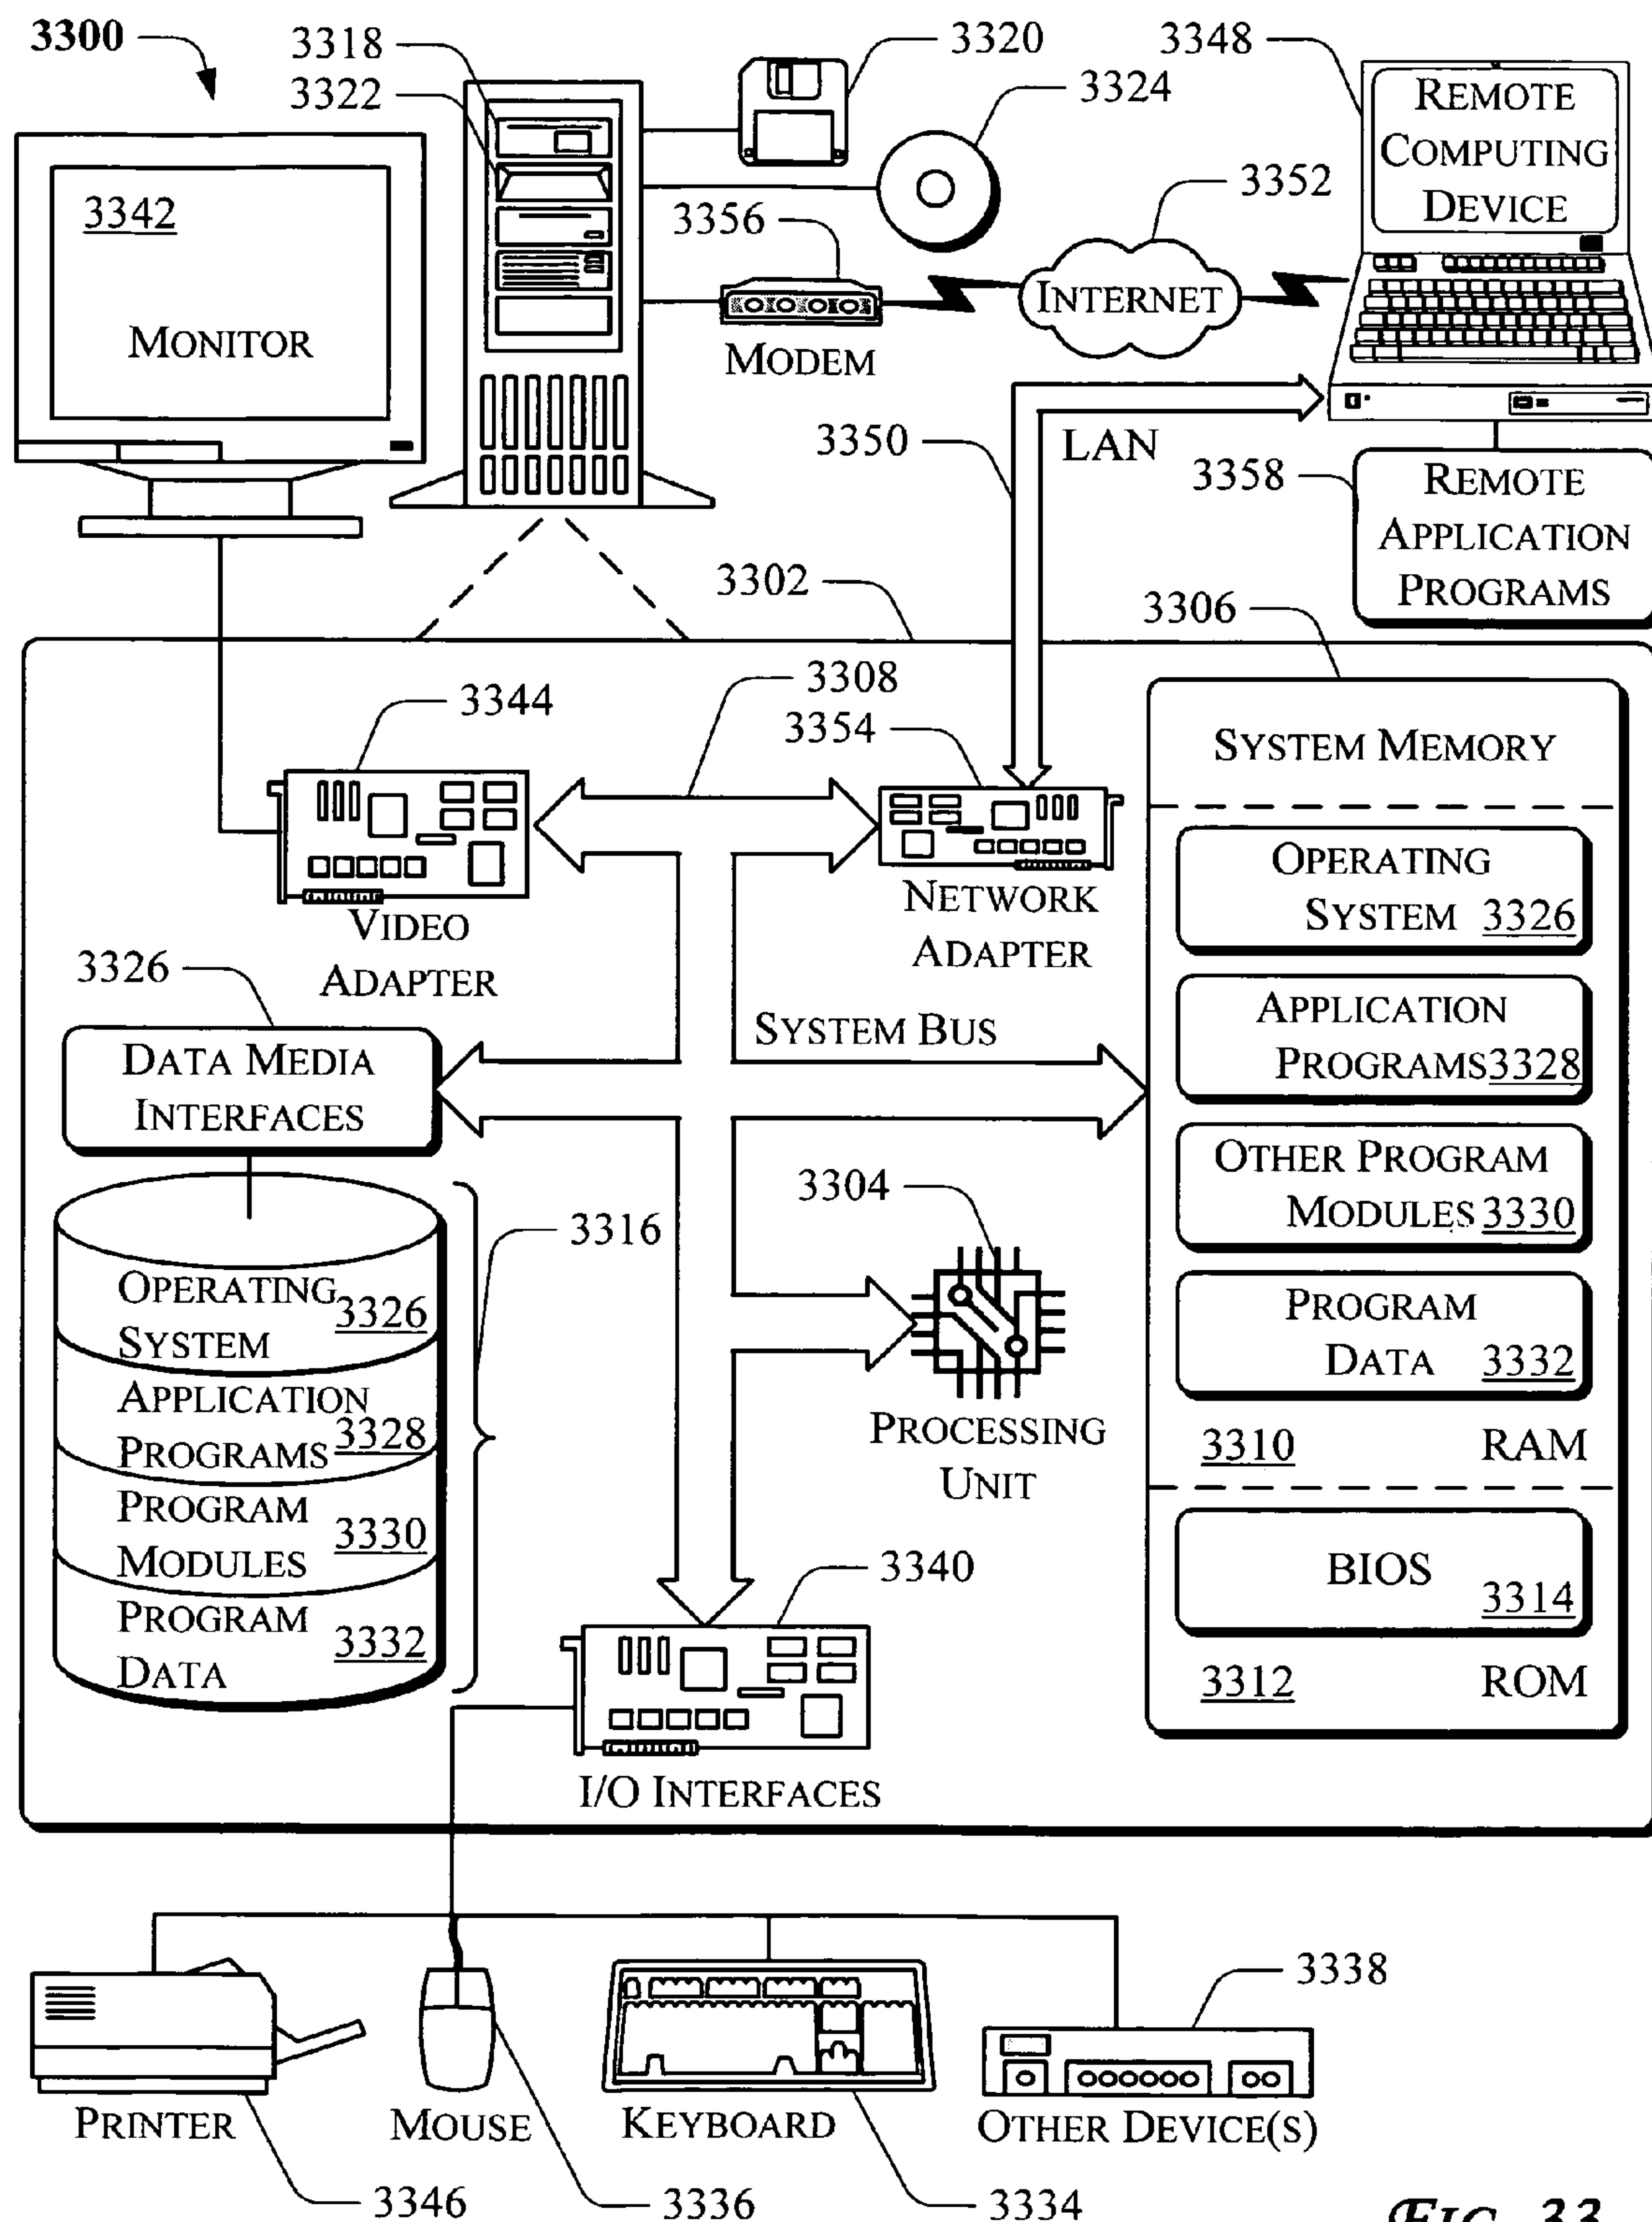 3300
3318
3322
3320
3324
3348
REMOTE
COMPUTING
DEVICE
3342
MONITOR
3356
MODEM
3352
INTERNET
3350
LAN
3358
REMOTE
APPLICATION
PROGRAMS
3302
3306
3344
VIDEO
ADAPTER
3308
3354
NETWORK
ADAPTER
SYSTEM MEMORY
OPERATING
SYSTEM 3326
APPLICATION
PROGRAMS3328
OTHER PROGRAM
MODULES 3330
PROGRAM
DATA 3332
3310 RAM
BIOS
3314
3312 ROM
3326
DATA MEDIA
INTERFACES
SYSTEM BUS
3316
OPERATING
SYSTEM 3326
APPLICATION
PROGRAMS 3328
PROGRAM
MODULES 3330
PROGRAM
DATA 3332
3304
PROCESSING
UNIT
3340
I/O INTERFACES
PRINTER
3346
MOUSE
3336
KEYBOARD
3334
3338
OTHER DEVICE(S)
FIG. 33